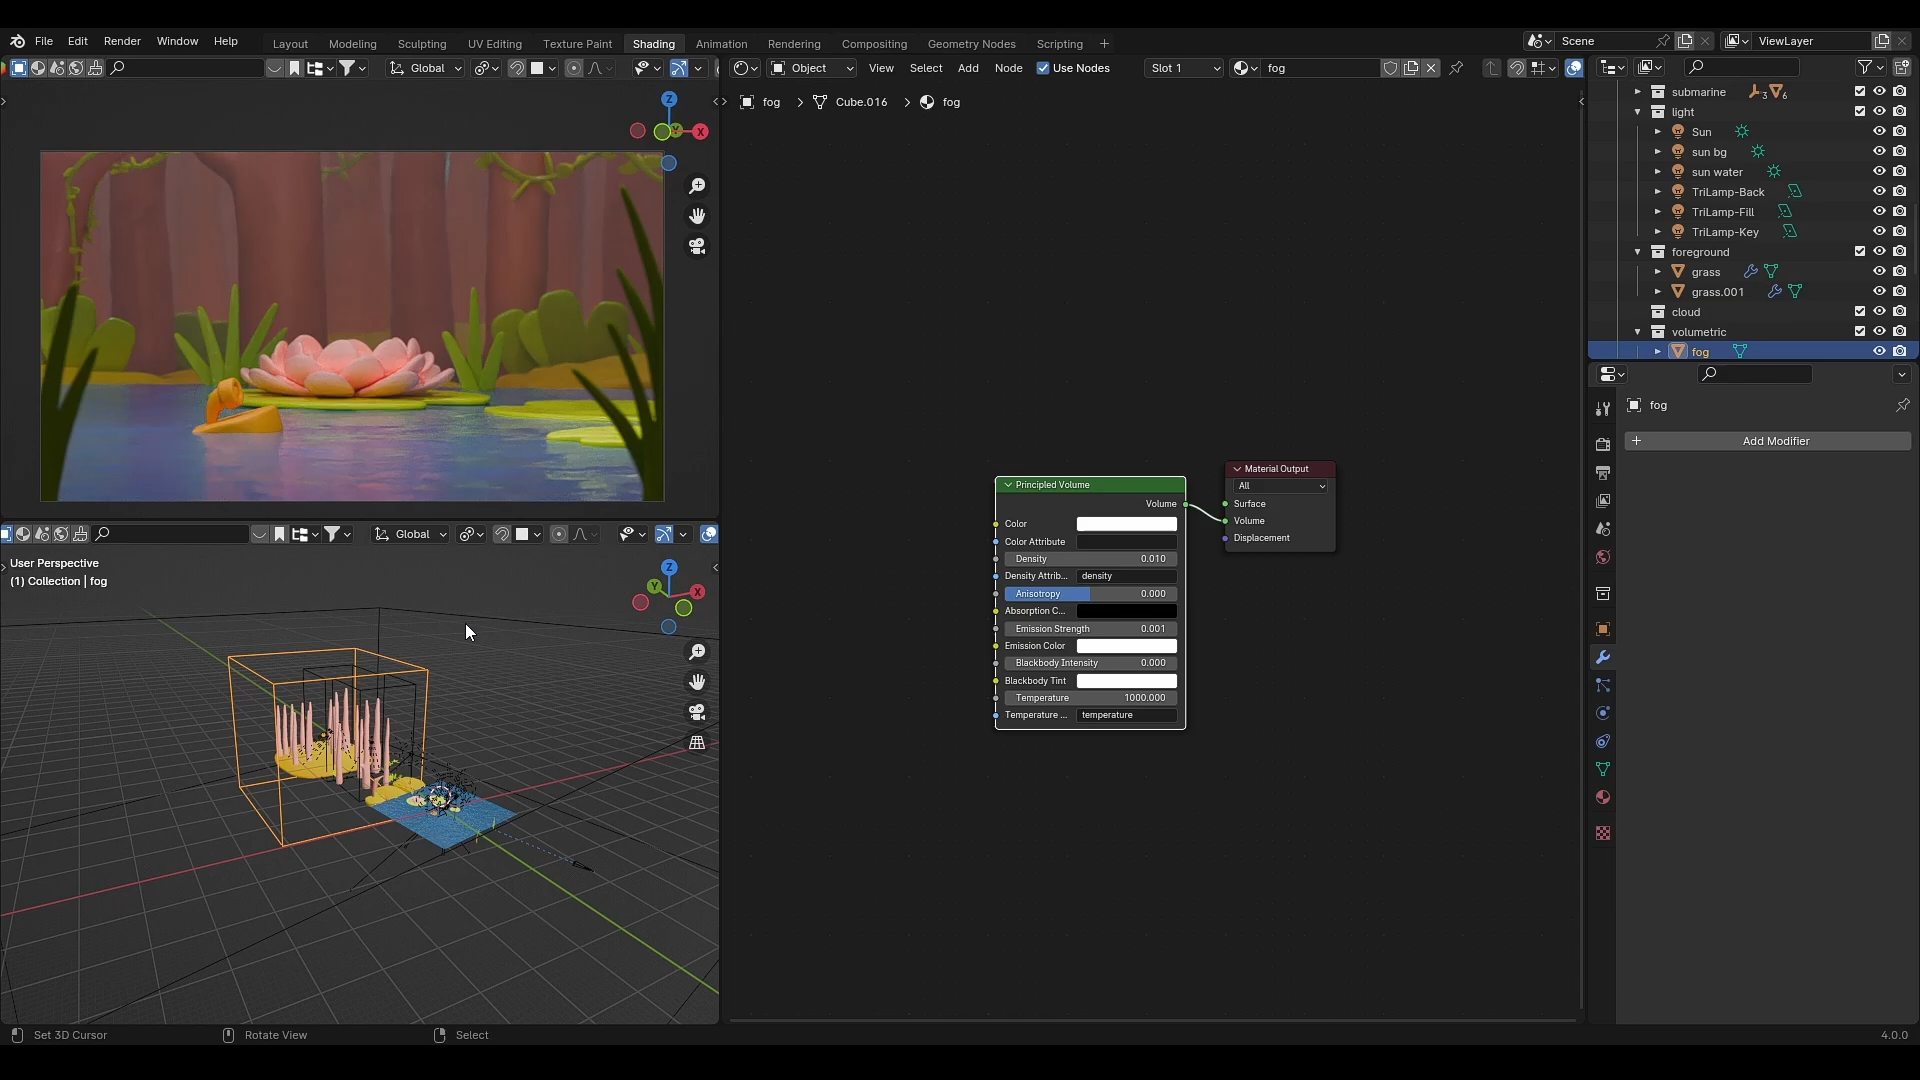 File Edit Render Window Help Layout Modeling Sculpting UV Editing Texture Paint Shading Animation Rendering Compositing Geometry Nodes Scripting + Scene ViewLayer
Global Object View Select Add Node Use Nodes Slot 1 fog
fog > Cube.016 > fog
Z
X
Y
submarine 3 6
light
Sun
sun bg
sun water
TriLamp-Back
TriLamp-Fill
TriLamp-Key
foreground
grass
grass.001
cloud
volumetric
fog
fog
+ Add Modifier
Principled Volume
Volume
Color
Color Attribute
Density 0.010
Density Attrib... density
Anisotropy 0.000
Absorption C...
Emission Strength 0.001
Emission Color
Blackbody Intensity 0.000
Blackbody Tint
Temperature 1000.000
Temperature ... temperature
Material Output
All
Surface
Volume
Displacement
Global
User Perspective
(1) Collection | fog
Z
Y
X
Set 3D Cursor Rotate View Select 4.0.0